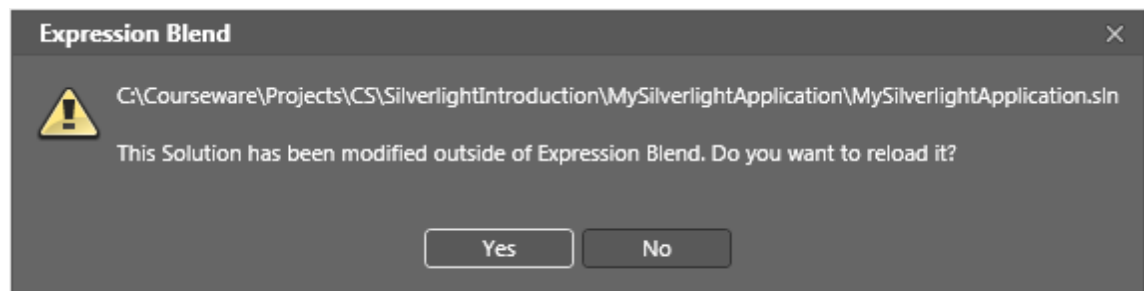 Expression Blend
C:\Courseware\Projects\CS\SilverlightIntroduction\MySilverlightApplication\MySilverlightApplication.sln
This Solution has been modified outside of Expression Blend. Do you want to reload it?
Yes No